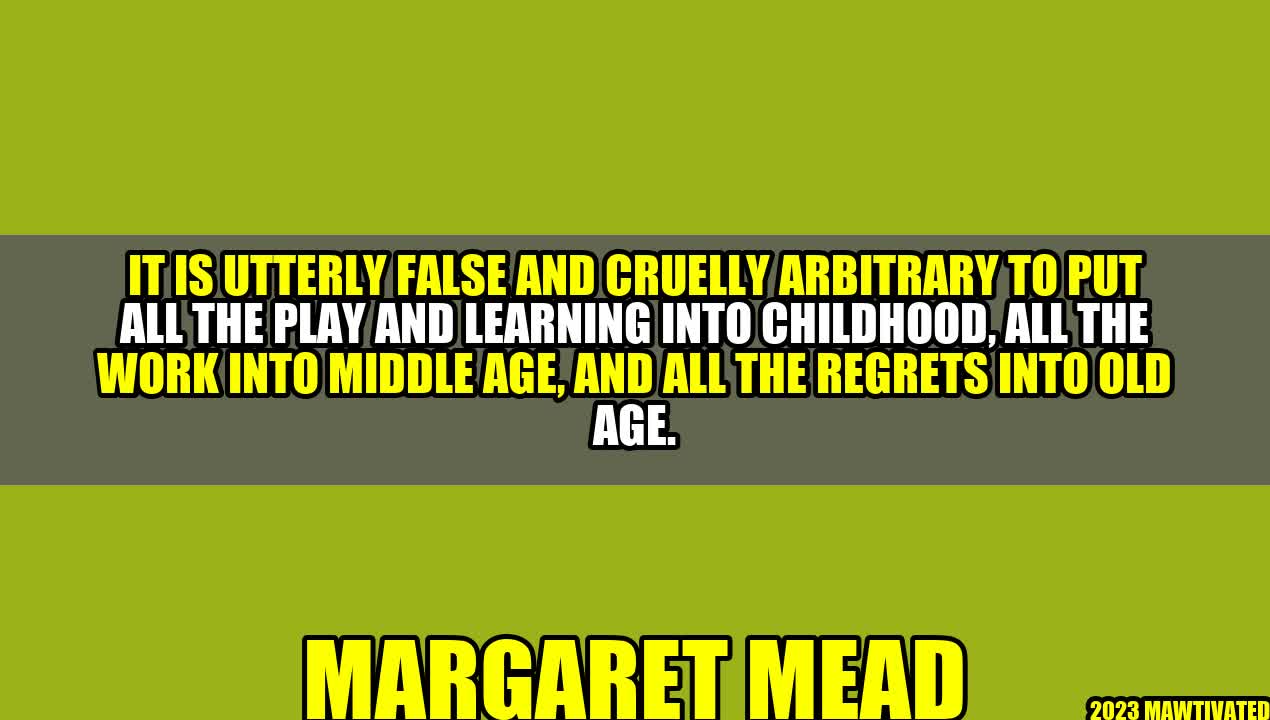 IT IS UTTERLY FALSE AND CRUELLY ARBITRARY TO PUT
ALL THE PLAY AND LEARNING INTO CHILDHOOD, ALL THE
WORK INTO MIDDLE AGE, AND ALL THE REGRETS INTO OLD
AGE.
MARGARET MEAD
2023 MAWTIVATED